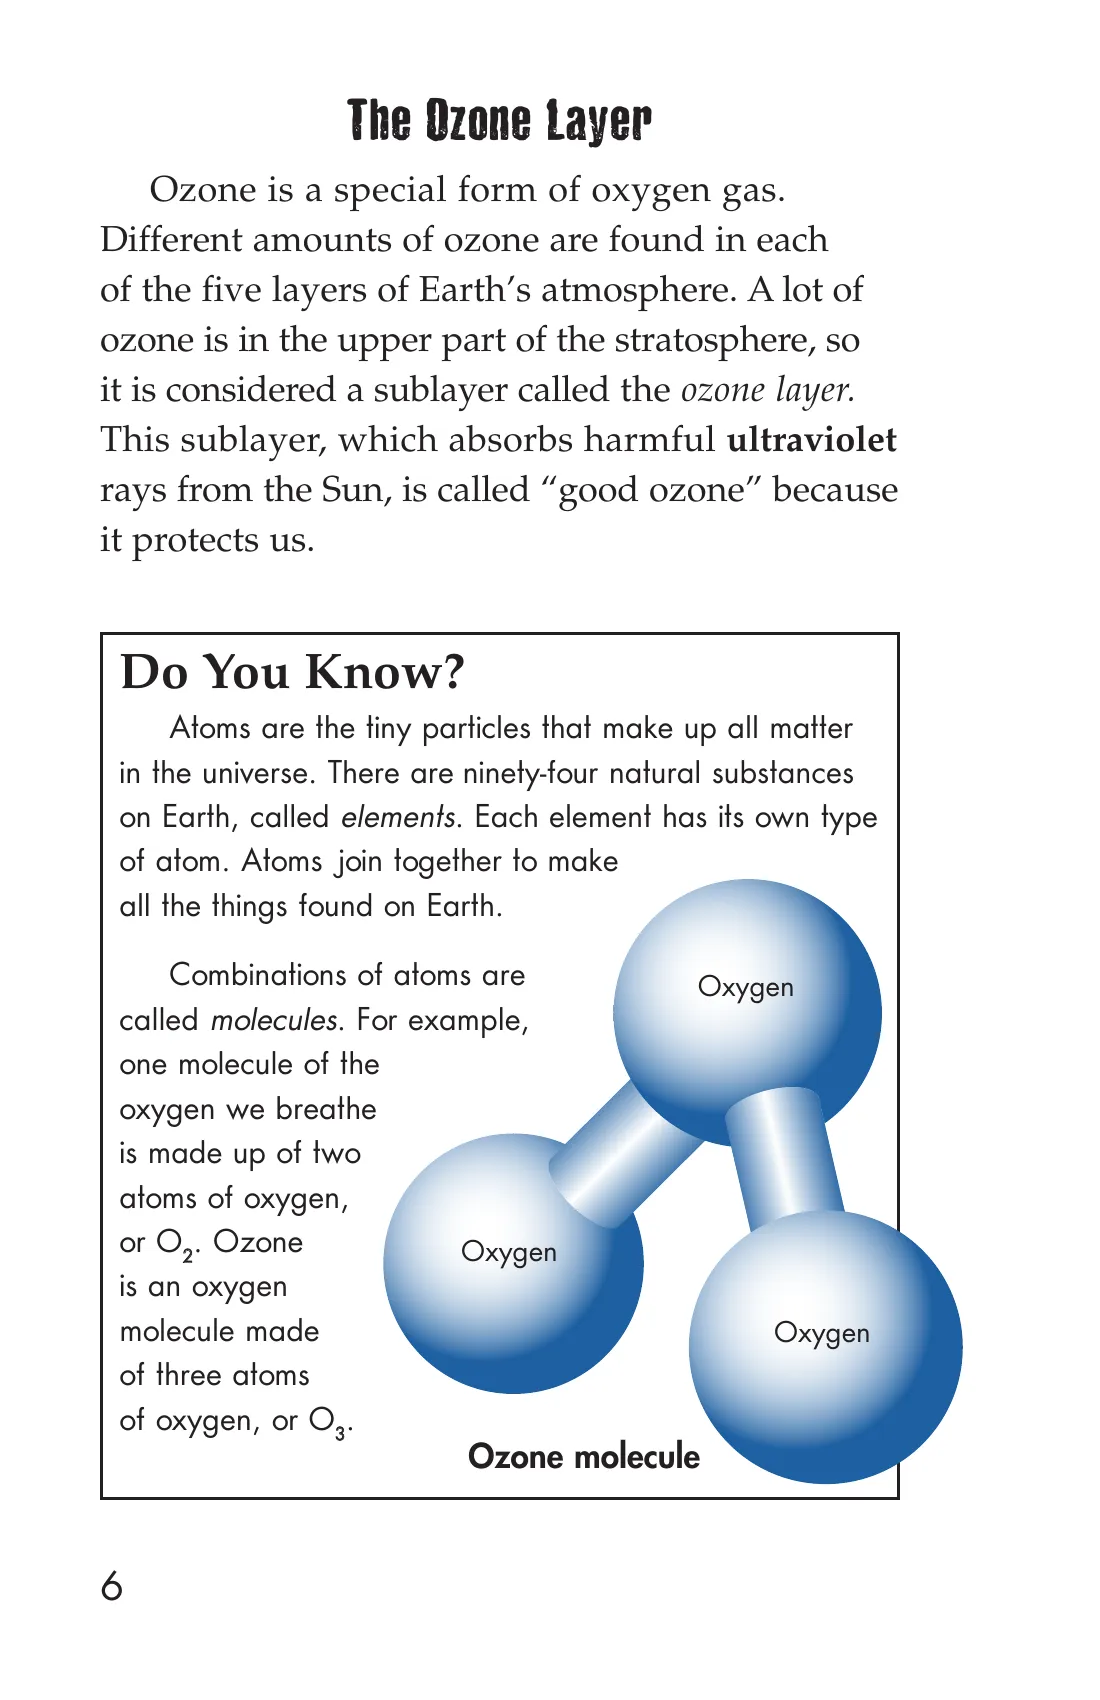 The Ozone Layer
Ozone is a special form of oxygen gas.
Different amounts of ozone are found in each
of the five layers of Earth’s atmosphere. A lot of
ozone is in the upper part of the stratosphere, so
it is considered a sublayer called the ozone layer.
This sublayer, which absorbs harmful ultraviolet
rays from the Sun, is called “good ozone” because
it protects us.
Do You Know?
Atoms are the tiny particles that make up all matter
in the universe. There are ninety-four natural substances
on Earth, called elements. Each element has its own type
of atom. Atoms join together to make
all the things found on Earth.
Combinations of atoms are
called molecules. For example,
one molecule of the
oxygen we breathe
is made up of two
atoms of oxygen,
or O₂. Ozone
is an oxygen
molecule made
of three atoms
of oxygen, or O₃.
Oxygen
Oxygen
Oxygen
Ozone molecule
6